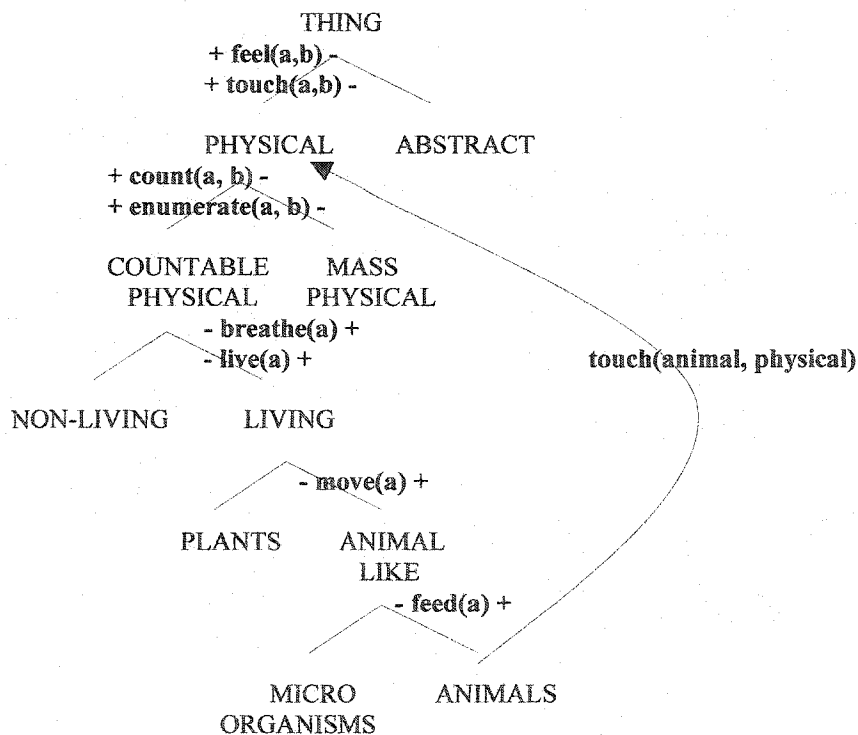 THING
+ feel(a,b) -
+ touch(a,b) -
PHYSICAL ABSTRACT
+ count(a, b) -
+ enumerate(a, b) -
COUNTABLE MASS
PHYSICAL PHYSICAL
- breathe(a) +
- live(a) +
touch(animal, physical)
NON-LIVING LIVING
- move(a) +
PLANTS ANIMAL
LIKE
- feed(a) +
MICRO ANIMALS
ORGANISMS